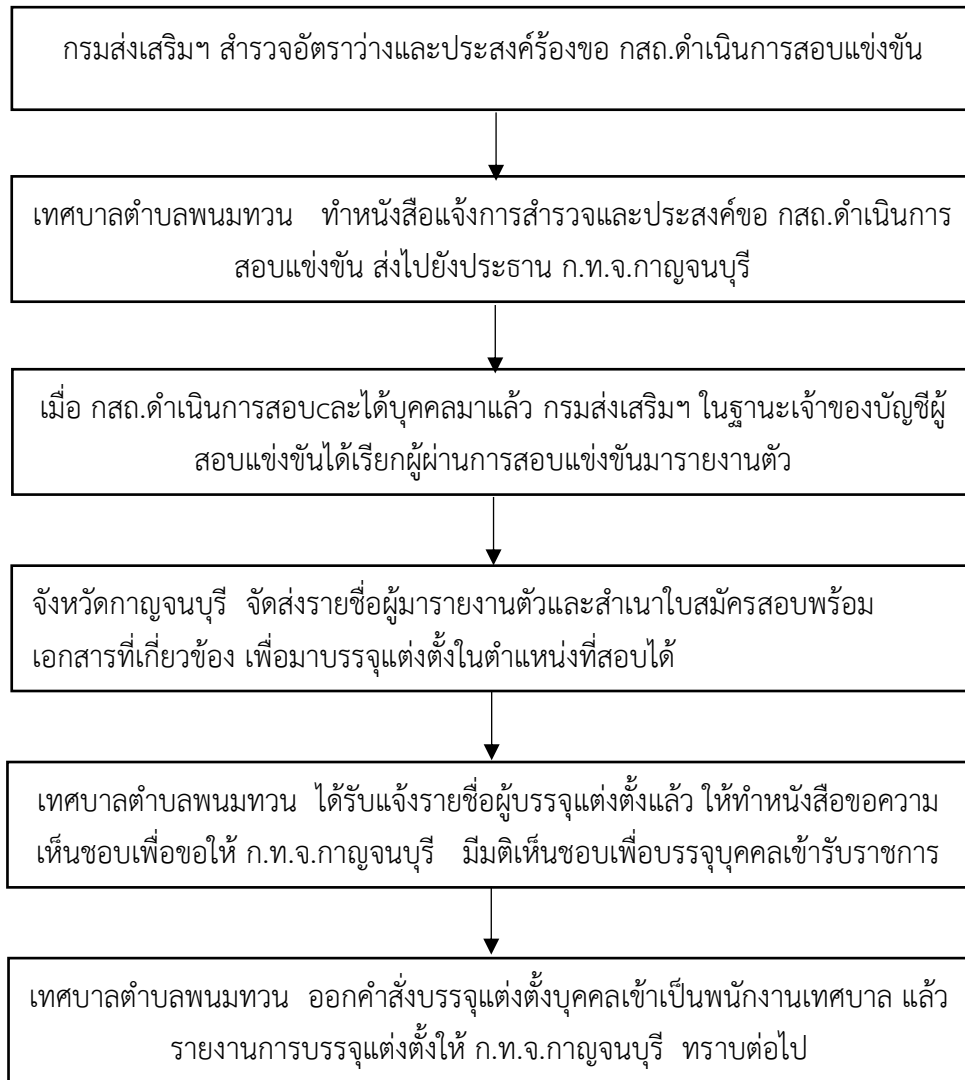 กรมส่งเสริมฯ สำรวจอัตราว่างและประสงค์ร้องขอ กสถ.ดำเนินการสอบแข่งขัน
เทศบาลตำบลพนมทวน ทำหนังสือแจ้งการสำรวจและประสงค์ขอ กสถ.ดำเนินการ
สอบแข่งขัน ส่งไปยังประธาน ก.ท.จ.กาญจนบุรี
เมื่อ กสถ.ดำเนินการสอบcละได้บุคคลมาแล้ว กรมส่งเสริมฯ ในฐานะเจ้าของบัญชีผู้
สอบแข่งขันได้เรียกผู้ผ่านการสอบแข่งขันมารายงานตัว
จังหวัดกาญจนบุรี จัดส่งรายชื่อผู้มารายงานตัวและสำเนาใบสมัครสอบพร้อม
เอกสารที่เกี่ยวข้อง เพื่อมาบรรจุแต่งตั้งในตำแหน่งที่สอบได้
เทศบาลตำบลพนมทวน ได้รับแจ้งรายชื่อผู้บรรจุแต่งตั้งแล้ว ให้ทำหนังสือขอความ
เห็นชอบเพื่อขอให้ ก.ท.จ.กาญจนบุรี มีมติเห็นชอบเพื่อบรรจุบุคคลเข้ารับราชการ
เทศบาลตำบลพนมทวน ออกคำสั่งบรรจุแต่งตั้งบุคคลเข้าเป็นพนักงานเทศบาล แล้ว
รายงานการบรรจุแต่งตั้งให้ ก.ท.จ.กาญจนบุรี ทราบต่อไป